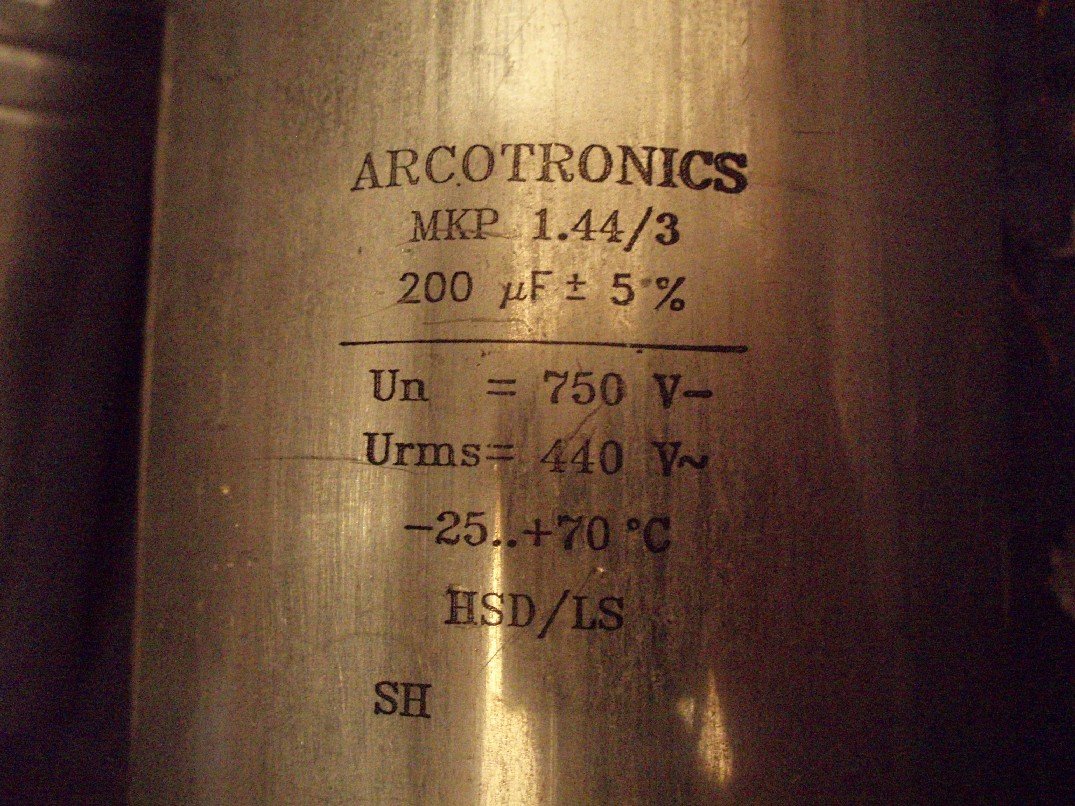 ARCOTRONICS
MKP 1.44/3
200 µF ± 5 %
Un = 750 V-
Urms= 440 V~
-25..+70 °C
HSD/LS
SH